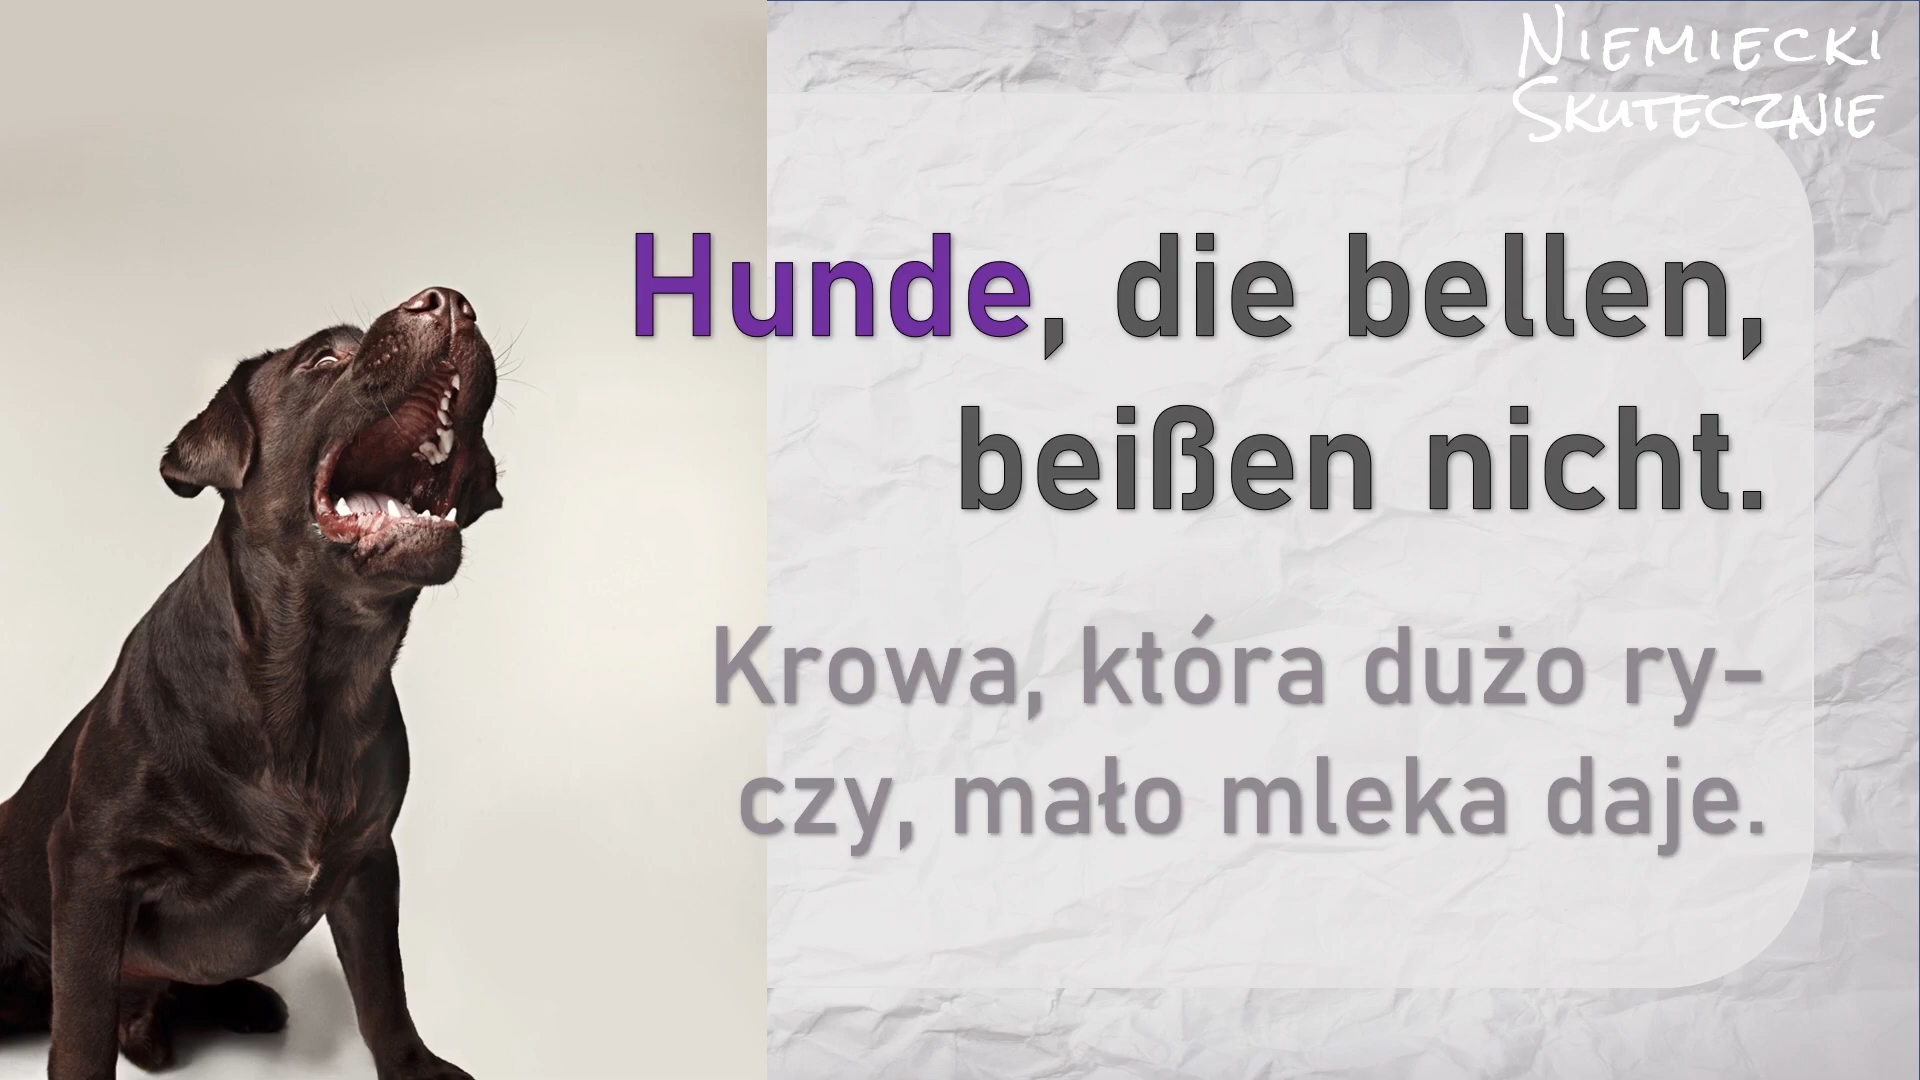 Niemiecki
Skutecznie
Hunde, die bellen,
beißen nicht.
Krowa, która dużo ry-
czy, mało mleka daje.